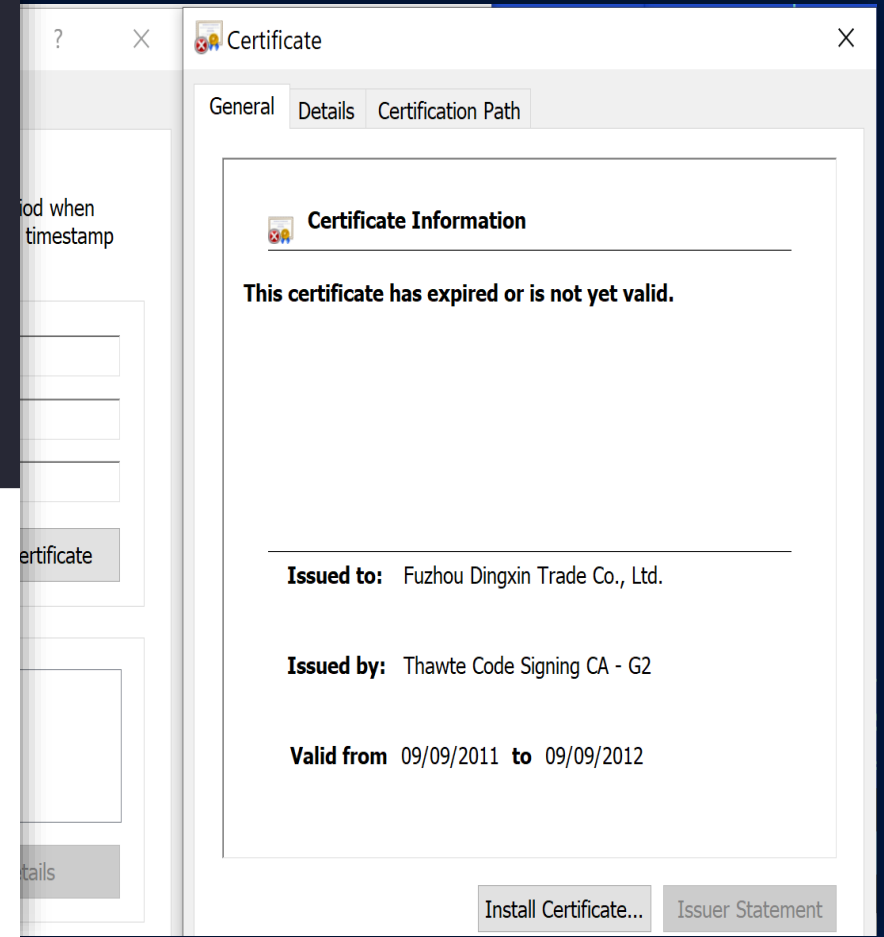 ?
Certificate
General Details Certification Path
iod when
timestamp
Certificate Information
This certificate has expired or is not yet valid.
ertificate
Issued to: Fuzhou Dingxin Trade Co., Ltd.
Issued by: Thawte Code Signing CA - G2
Valid from 09/09/2011 to 09/09/2012
tails
Install Certificate... Issuer Statement